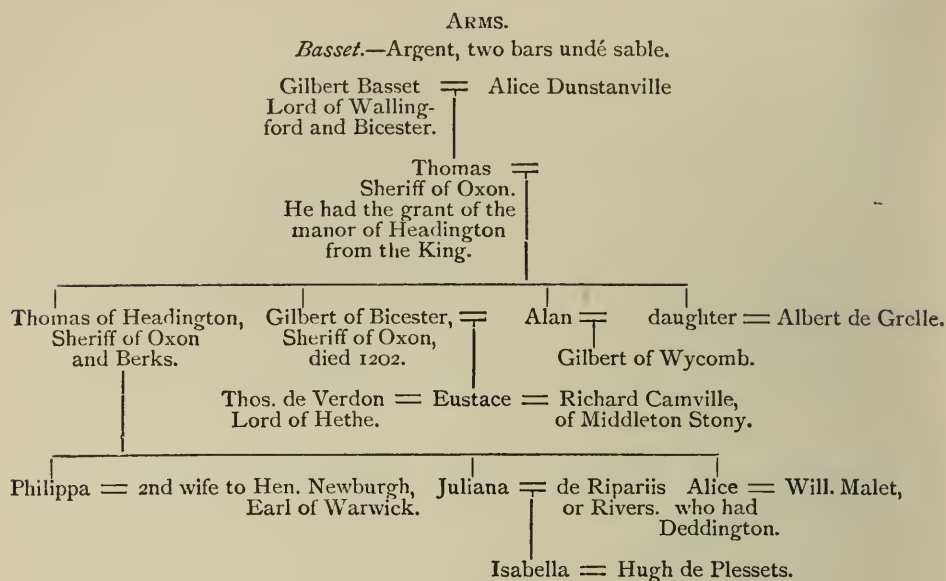 ARMS.
Basset.—Argent, two bars undé sable.
Gilbert Basset = Alice Dunstanville
Lord of Walling-
ford and Bicester.
Thomas =
Sheriff of Oxon.
He had the grant of the
manor of Headington
from the King.
Thomas of Headington,
Sheriff of Oxon
and Berks.
Gilbert of Bicester, =
Sheriff of Oxon,
died 1202.
Alan =
Gilbert of Wycomb.
daughter = Albert de Grelle.
Thos. de Verdon = Eustace = Richard Camville,
Lord of Hethe.
of Middleton Stony.
Philippa = 2nd wife to Hen. Newburgh,
Earl of Warwick.
Juliana = de Ripariis
or Rivers.
Alice = Will. Malet,
who had
Deddington.
Isabella = Hugh de Plessets.